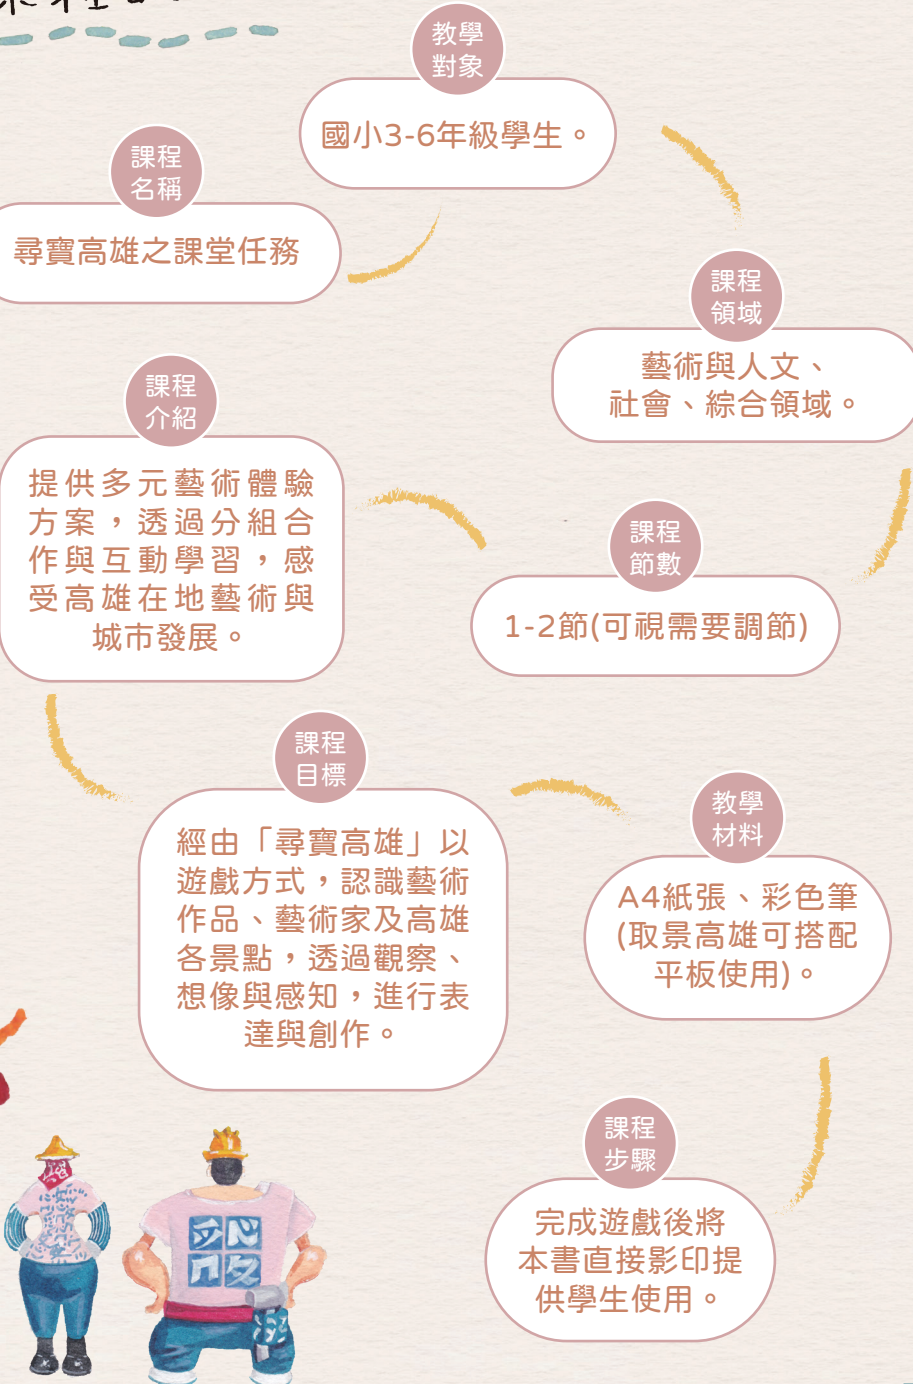 課程
名稱
尋寶高雄之課堂任務
教學
對象
國小3-6年級學生。
課程
領域
藝術與人文、
社會、綜合領域。
課程
介紹
提供多元藝術體驗
方案，透過分組合
作與互動學習，感
受高雄在地藝術與
城市發展。
課程
節數
1-2節(可視需要調節)
課程
目標
經由「尋寶高雄」以
遊戲方式，認識藝術
作品、藝術家及高雄
各景點，透過觀察、
想像與感知，進行表
達與創作。
教學
材料
A4紙張、彩色筆
(取景高雄可搭配
平板使用)。
課程
步驟
完成遊戲後將
本書直接影印提
供學生使用。